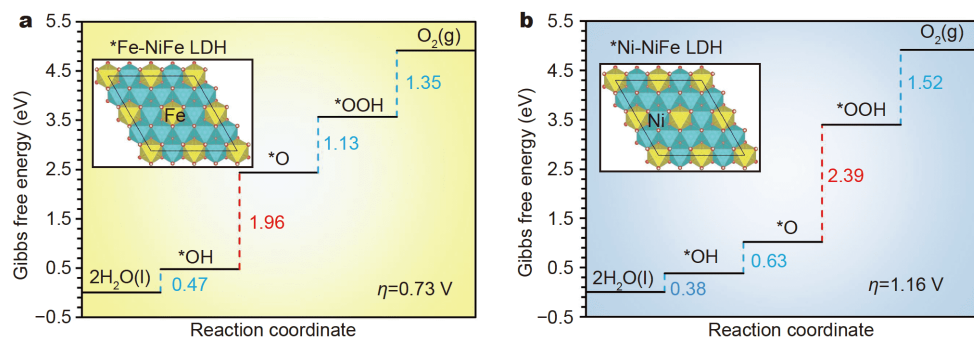 a
5.5
4.5
3.5
2.5
1.5
0.5
−0.5
Gibbs free energy (eV)
*Fe-NiFe LDH
Fe
2H₂O(l)
*OH
*O
*OOH
O₂(g)
0.47
1.96
1.13
1.35
η=0.73 V
Reaction coordinate
b
5.5
4.5
3.5
2.5
1.5
0.5
−0.5
Gibbs free energy (eV)
*Ni-NiFe LDH
Ni
2H₂O(l)
*OH
*O
*OOH
O₂(g)
0.38
0.63
2.39
1.52
η=1.16 V
Reaction coordinate